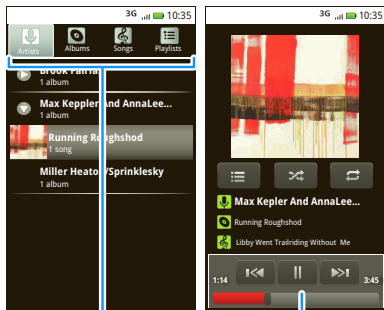 3G 10:35
Artists Albums Songs Playlists
Brook Fairfa
1 album
Max Keppler And AnnaLee...
1 album
Running Roughshod
1 song
Miller Heaton/Sprinklesky
1 album
3G 10:35
Max Kepler And AnnaLee...
Running Roughshod
Libby Went Trailriding Without Me
1:14 3:45